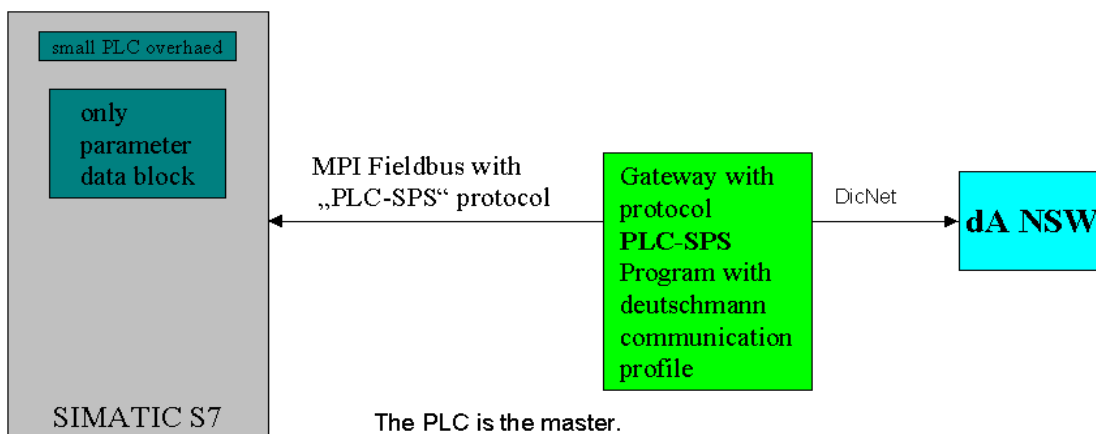 small PLC overhaed
only
parameter
data block
SIMATIC S7
MPI Fieldbus with
„PLC-SPS“ protocol
Gateway with
protocol
PLC-SPS
Program with
deutschmann
communication
profile
DicNet
dA NSW
The PLC is the master.